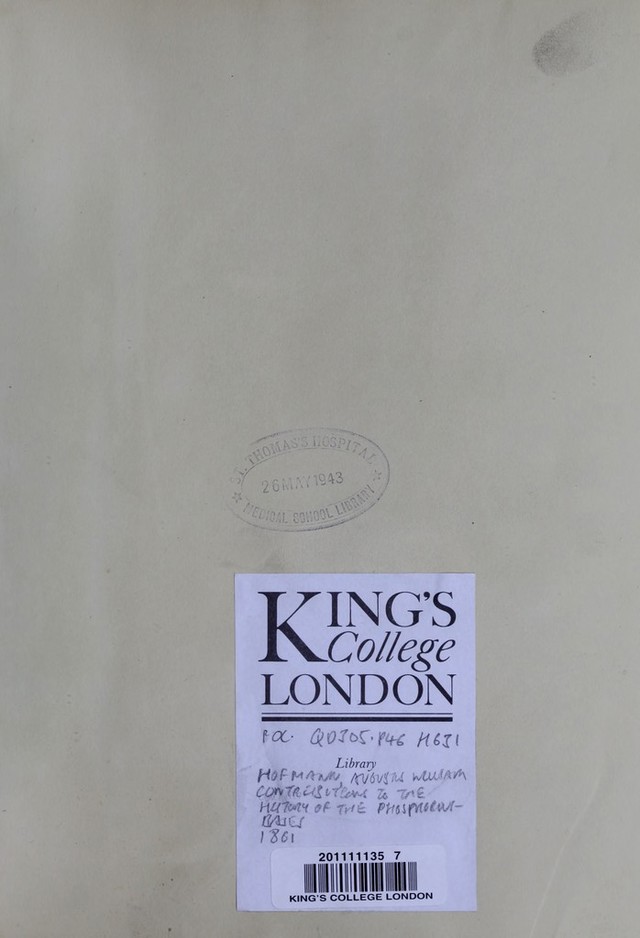 ST. THOMAS'S HOSPITAL
26 MAY 1943
MEDICAL SCHOOL LIBRARY
KING'S
College
LONDON
FOL. QD305.P46 H631
Library
HOFMANN, AUGUSTUS WILLIAM
CONTRIBUTIONS TO THE
HISTORY OF THE PHOSPHORUS-
BASES
1861
201111135 7
KING'S COLLEGE LONDON